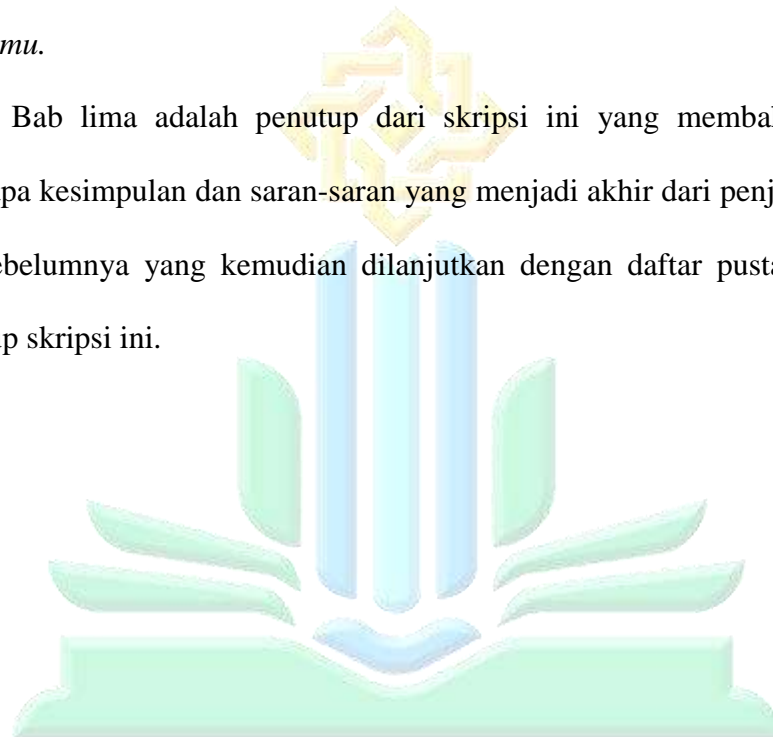 mu.
Bab lima adalah penutup dari skripsi ini yang membal
pa kesimpulan dan saran-saran yang menjadi akhir dari penj
ebelumnya yang kemudian dilanjutkan dengan daftar pusta
p skripsi ini.